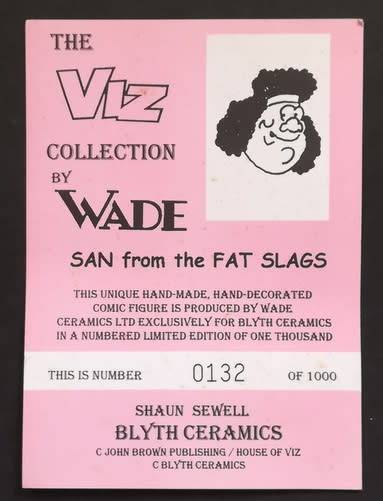 THE
VIZ
COLLECTION
BY
WADE
SAN from the FAT SLAGS
THIS UNIQUE HAND-MADE, HAND-DECORATED
COMIC FIGURE IS PRODUCED BY WADE
CERAMICS LTD EXCLUSIVELY FOR BLYTH CERAMICS
IN A NUMBERED LIMITED EDITION OF ONE THOUSAND
THIS IS NUMBER 0132 OF 1000
SHAUN SEWELL
BLYTH CERAMICS
C JOHN BROWN PUBLISHING / HOUSE OF VIZ
C BLYTH CERAMICS